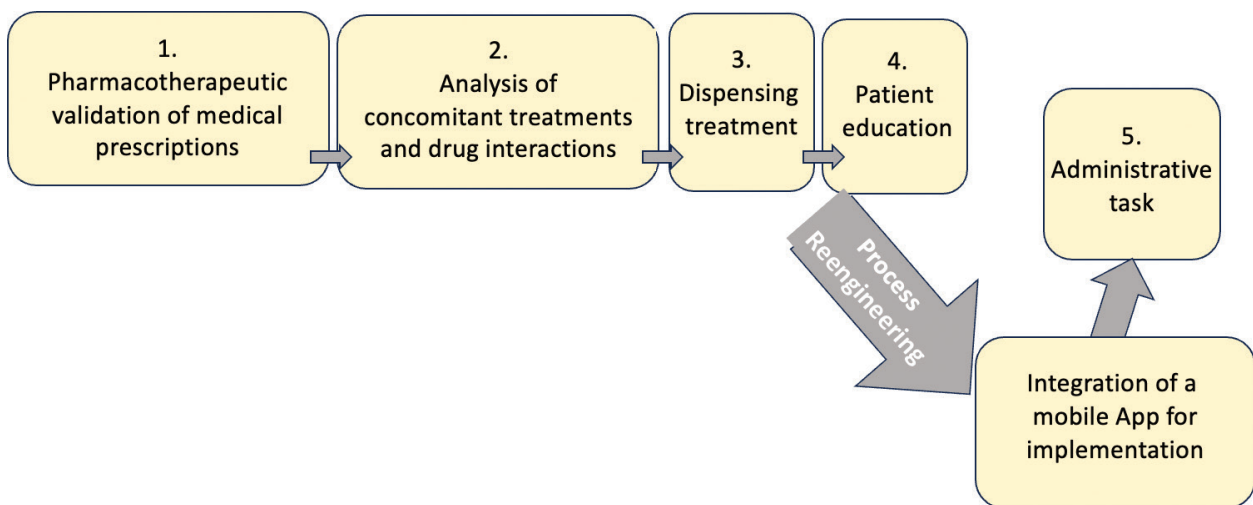 1.
Pharmacotherapeutic
validation of medical
prescriptions
2.
Analysis of
concomitant treatments
and drug interactions
3.
Dispensing
treatment
4.
Patient
education
5.
Administrative
task
Process
Reengineering
Integration of a
mobile App for
implementation